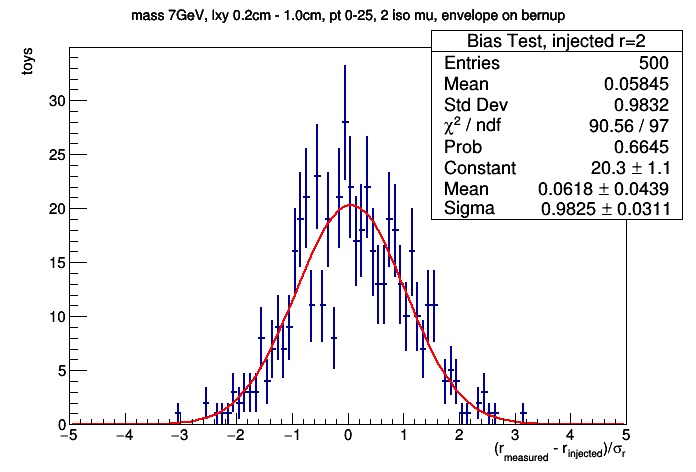 mass 7GeV, lxy 0.2cm - 1.0cm, pt 0-25, 2 iso mu, envelope on bernup
Bias Test, injected r=2
Entries 500
Mean 0.05845
Std Dev 0.9832
χ² / ndf 90.56 / 97
Prob 0.6645
Constant 20.3 ± 1.1
Mean 0.0618 ± 0.0439
Sigma 0.9825 ± 0.0311
toys
30
25
20
15
10
5
0
−5 −4 −3 −2 −1 0 1 2 3 4 5
(r_measured - r_injected)/σ_r